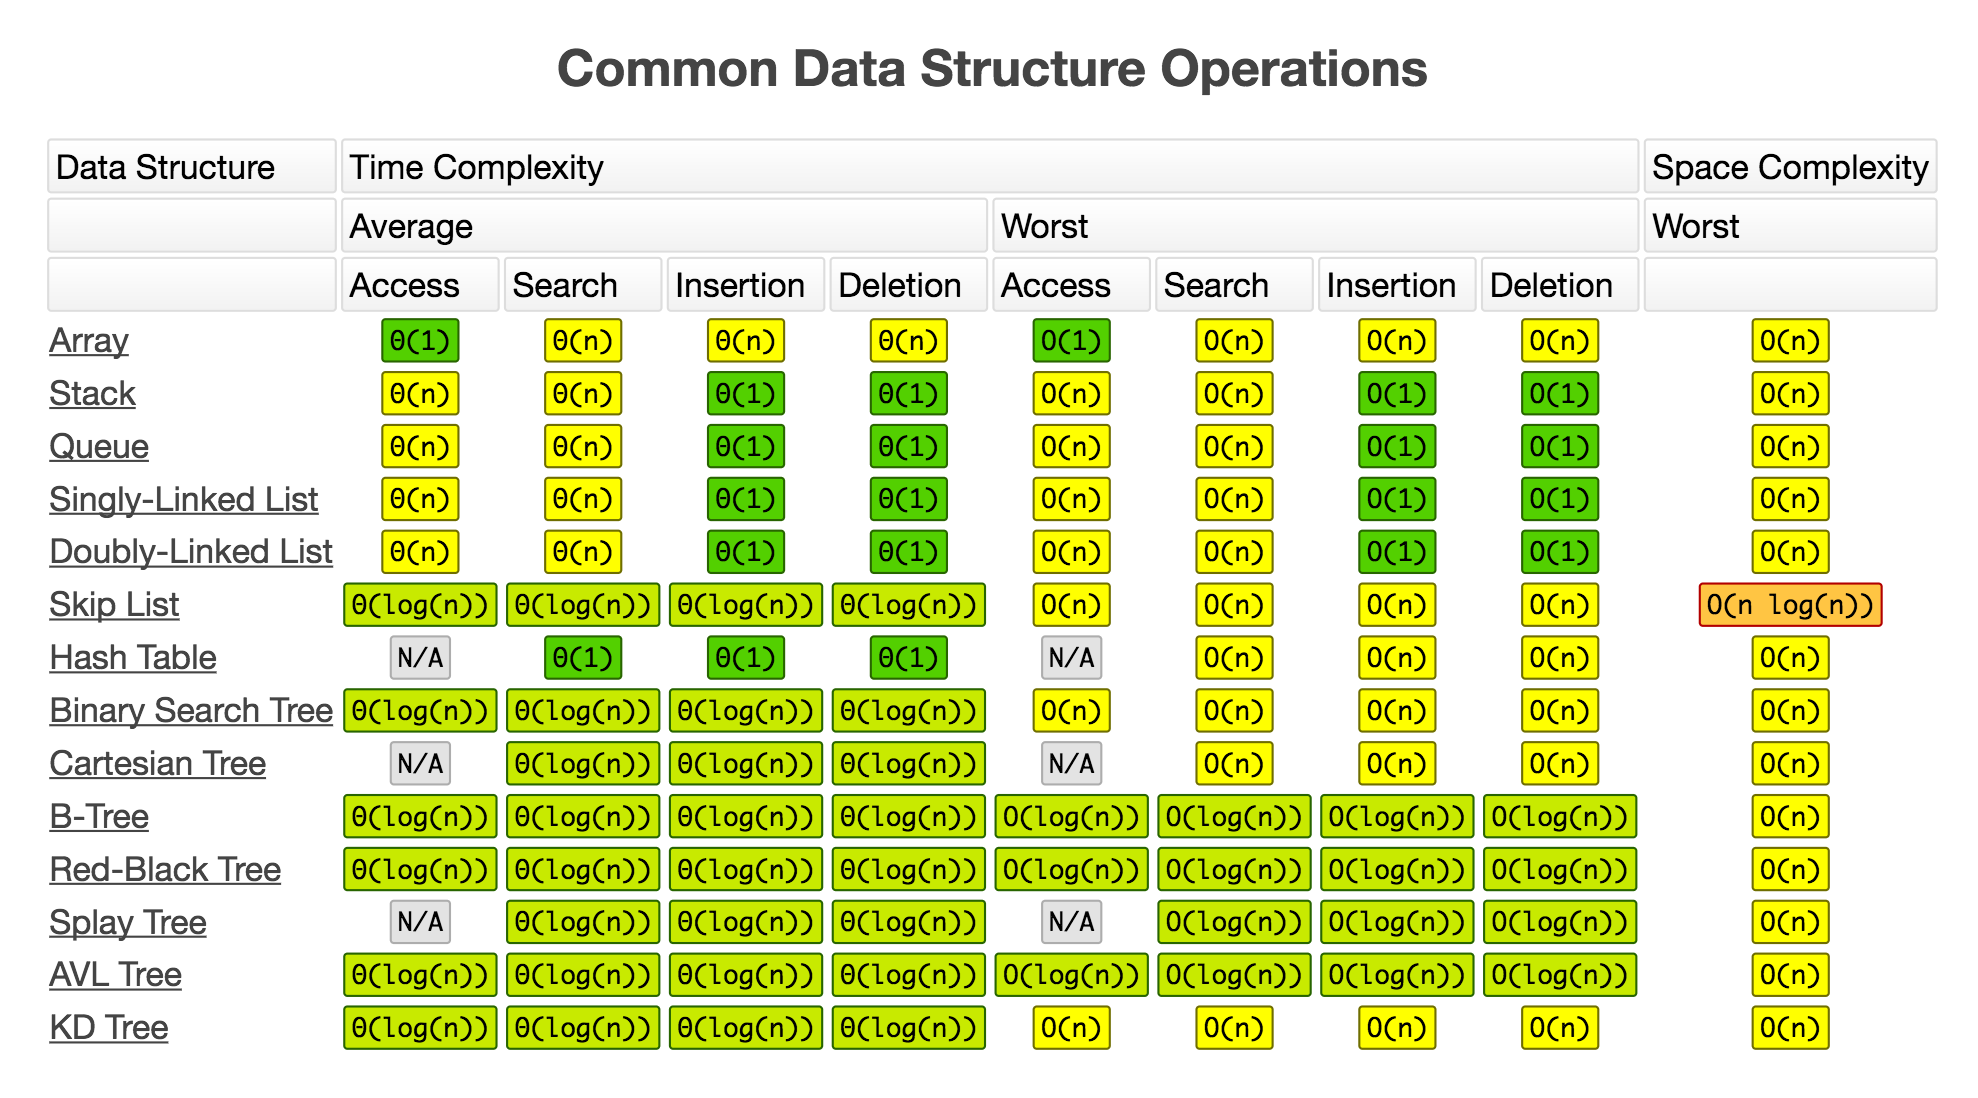 Common Data Structure Operations
Data Structure Time Complexity Space Complexity
Average Worst Worst
Access Search Insertion Deletion Access Search Insertion Deletion
Array Θ(1) Θ(n) Θ(n) Θ(n) O(1) O(n) O(n) O(n) O(n)
Stack Θ(n) Θ(n) Θ(1) Θ(1) O(n) O(n) O(1) O(1) O(n)
Queue Θ(n) Θ(n) Θ(1) Θ(1) O(n) O(n) O(1) O(1) O(n)
Singly-Linked List Θ(n) Θ(n) Θ(1) Θ(1) O(n) O(n) O(1) O(1) O(n)
Doubly-Linked List Θ(n) Θ(n) Θ(1) Θ(1) O(n) O(n) O(1) O(1) O(n)
Skip List Θ(log(n)) Θ(log(n)) Θ(log(n)) Θ(log(n)) O(n) O(n) O(n) O(n) O(n log(n))
Hash Table N/A Θ(1) Θ(1) Θ(1) N/A O(n) O(n) O(n) O(n)
Binary Search Tree Θ(log(n)) Θ(log(n)) Θ(log(n)) Θ(log(n)) O(n) O(n) O(n) O(n) O(n)
Cartesian Tree N/A Θ(log(n)) Θ(log(n)) Θ(log(n)) N/A O(n) O(n) O(n) O(n)
B-Tree Θ(log(n)) Θ(log(n)) Θ(log(n)) Θ(log(n)) O(log(n)) O(log(n)) O(log(n)) O(log(n)) O(n)
Red-Black Tree Θ(log(n)) Θ(log(n)) Θ(log(n)) Θ(log(n)) O(log(n)) O(log(n)) O(log(n)) O(log(n)) O(n)
Splay Tree N/A Θ(log(n)) Θ(log(n)) Θ(log(n)) N/A O(log(n)) O(log(n)) O(log(n)) O(n)
AVL Tree Θ(log(n)) Θ(log(n)) Θ(log(n)) Θ(log(n)) O(log(n)) O(log(n)) O(log(n)) O(log(n)) O(n)
KD Tree Θ(log(n)) Θ(log(n)) Θ(log(n)) Θ(log(n)) O(n) O(n) O(n) O(n) O(n)